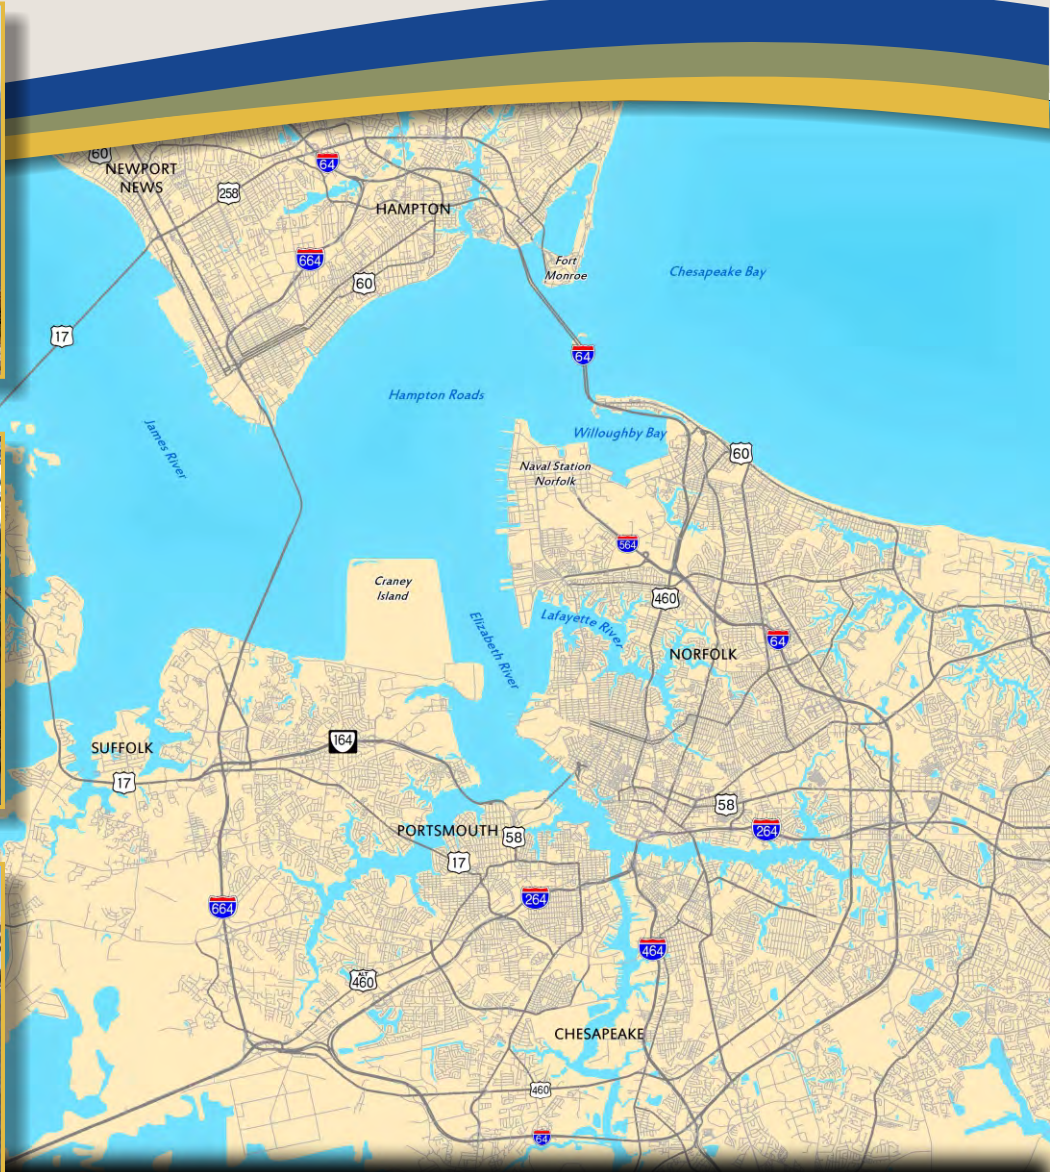 60
NEWPORT
NEWS
64
258
HAMPTON
664
60
Fort
Monroe
Chesapeake Bay
17
64
Hampton Roads
James River
Willoughby Bay
60
Naval Station
Norfolk
564
Craney
Island
460
Elizabeth River
Lafayette River
64
NORFOLK
164
SUFFOLK
17
58
264
PORTSMOUTH
58
17
264
664
464
ALT
460
CHESAPEAKE
460
64